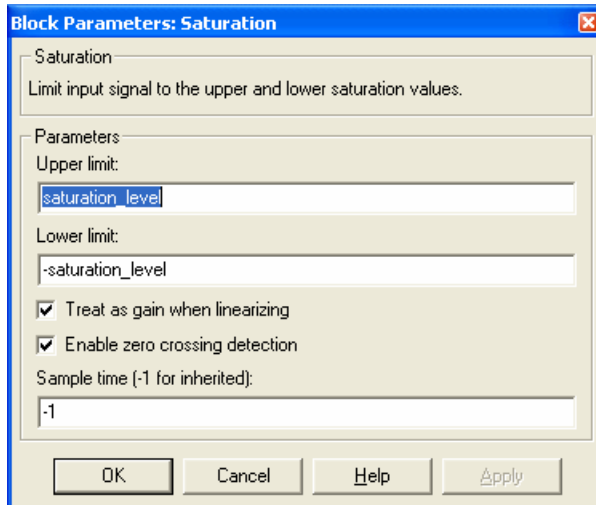 Block Parameters: Saturation
Saturation
Limit input signal to the upper and lower saturation values.
Parameters
Upper limit:
saturation_level
Lower limit:
-saturation_level
Treat as gain when linearizing
Enable zero crossing detection
Sample time (-1 for inherited):
-1
OK Cancel Help Apply